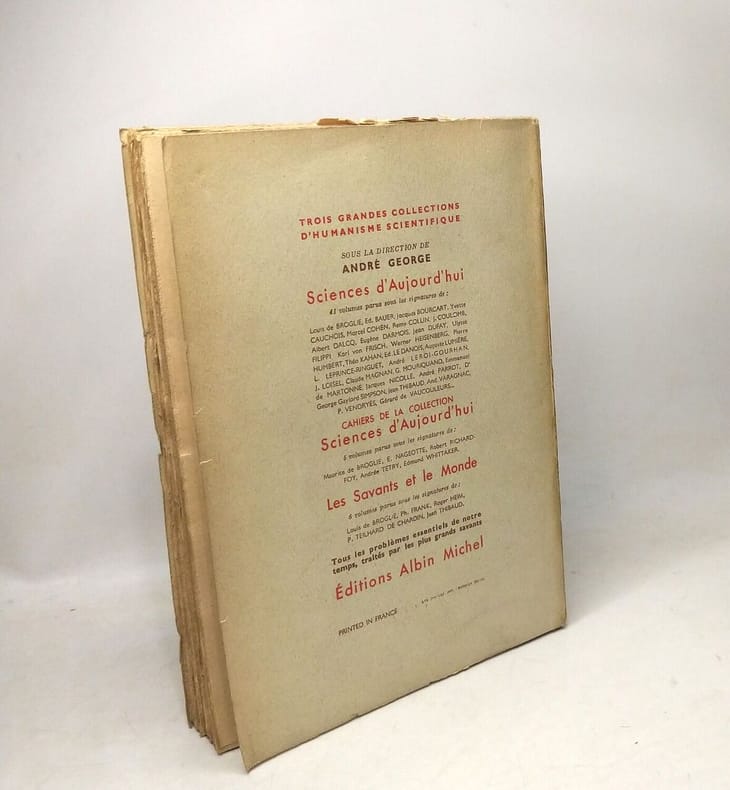 TROIS GRANDES COLLECTIONS
D'HUMANISME SCIENTIFIQUE
SOUS LA DIRECTION DE
ANDRÉ GEORGE
Sciences d'Aujourd'hui
41 volumes parus sous les signatures de :
Louis de BROGLIE, Ed. BAUER, Jacques BOURCART, Yvette
CAUCHOIS, Marcel COHEN, Remy COLLIN, J. COULOMB,
Albert DALCQ, Eugène DARMOIS, Jean DUFAY, Ulysse
FILIPPI, Karl von FRISCH, Werner HEISENBERG, Pierre
HUMBERT, Théo KAHAN, Ed. LE DANOIS, Auguste LUMIÈRE,
L. LEPRINCE-RINGUET, André LEROI-GOURHAN,
J. LOISEL, Claude MAGNAN, G. MOURIQUAND, Emmanuel
de MARTONNE, Jacques NICOLLE, André PARROT, Dr
George Gaylord SIMPSON, Jean THIBAUD, And. VARAGNAC,
P. VENDRYÈS, Gérard de VAUCOULEURS...
CAHIERS DE LA COLLECTION
Sciences d'Aujourd'hui
6 volumes parus sous les signatures de :
Maurice de BROGLIE, E. NAGEOTTE, Robert RICHARD-
FOY, Andrée TÉTRY, Edmund WHITTAKER.
Les Savants et le Monde
6 volumes parus sous les signatures de :
Louis de BROGLIE, Ph. FRANK, Roger HEIM,
P. TEILHARD DE CHARDIN, Jean THIBAUD.
Tous les problèmes essentiels de notre
temps, traités par les plus grands savants
Éditions Albin Michel
PRINTED IN FRANCE